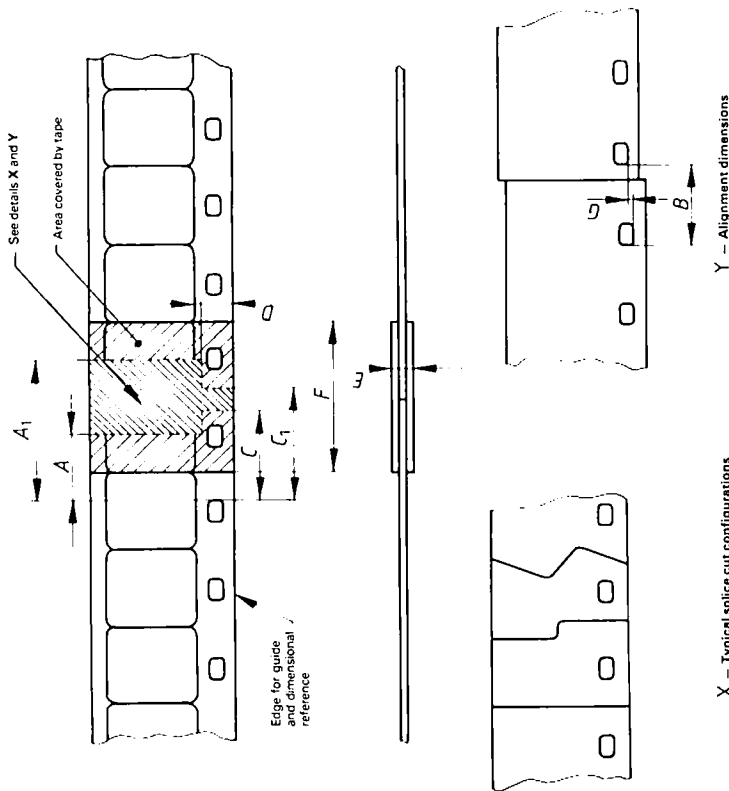 See details X and Y
Area covered by tape
A₁
A
C
C₁
D
Edge for guide
and dimensional
reference
F
E
G
B
X – Typical splice cut configurations
Y – Alignment dimensions